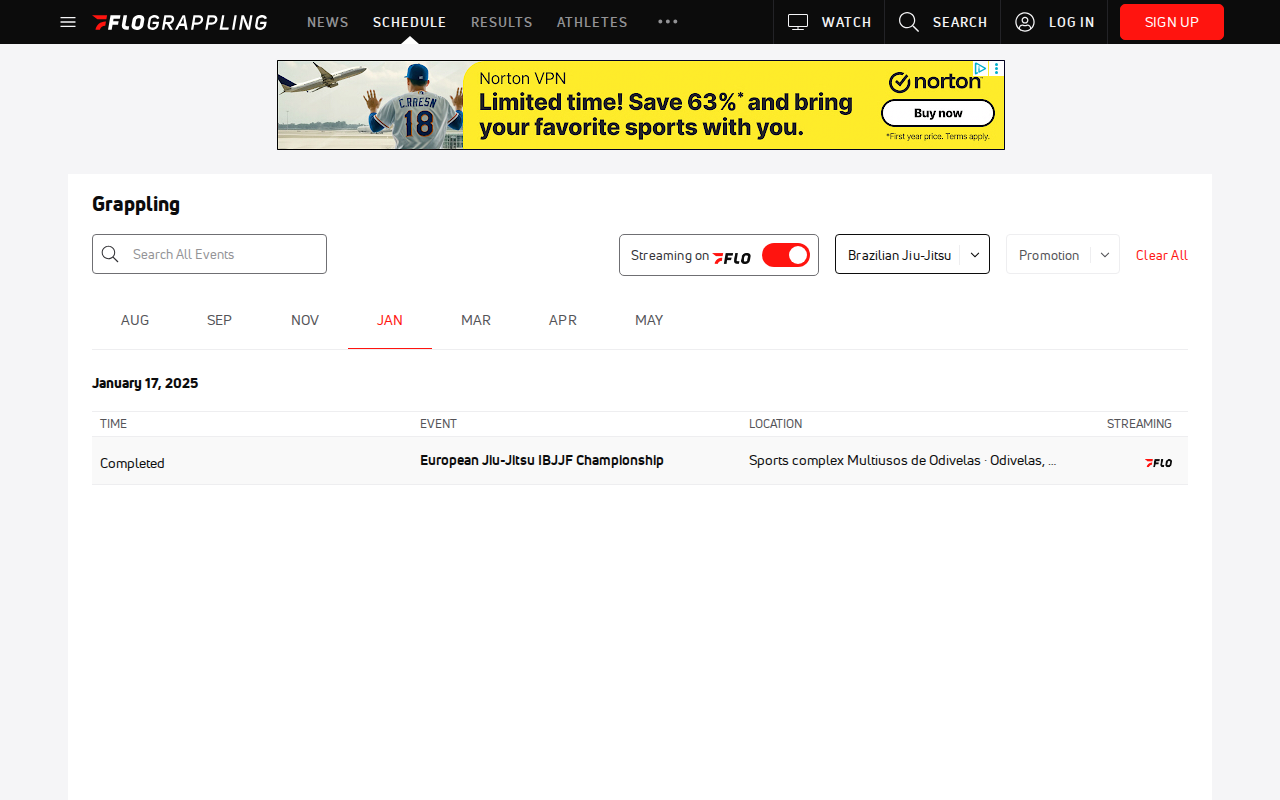 FLOGRAPPLING NEWS SCHEDULE RESULTS ATHLETES WATCH SEARCH LOG IN SIGN UP
Norton VPN
Limited time! Save 63%* and bring
your favorite sports with you.
C.RRESN
18
norton
Buy now
*First year price. Terms apply.
Grappling
Search All Events
Streaming on FLO
Brazilian Jiu-Jitsu
Promotion
Clear All
AUG SEP NOV JAN MAR APR MAY
January 17, 2025
TIME EVENT LOCATION STREAMING
Completed European Jiu-Jitsu IBJJF Championship Sports complex Multiusos de Odivelas · Odivelas, ... FLO